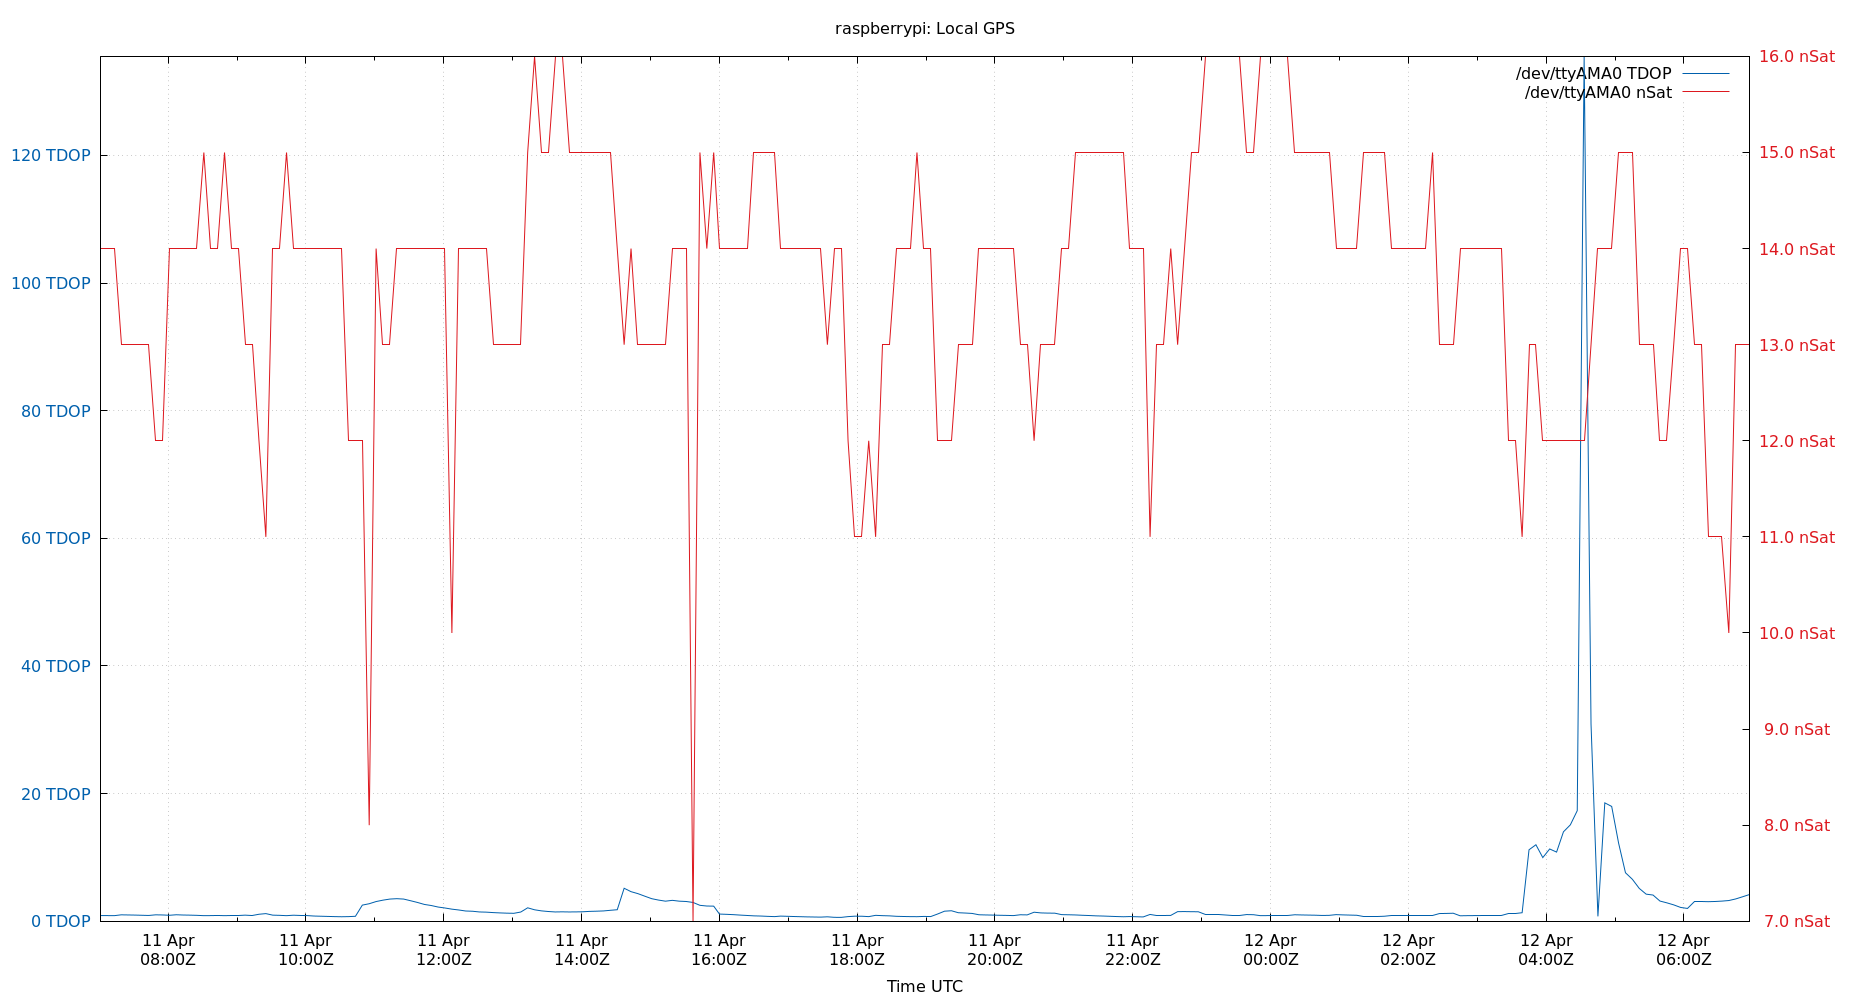 raspberrypi: Local GPS
/dev/ttyAMA0 TDOP
/dev/ttyAMA0 nSat
120 TDOP
100 TDOP
80 TDOP
60 TDOP
40 TDOP
20 TDOP
0 TDOP
16.0 nSat
15.0 nSat
14.0 nSat
13.0 nSat
12.0 nSat
11.0 nSat
10.0 nSat
9.0 nSat
8.0 nSat
7.0 nSat
11 Apr 11 Apr 11 Apr 11 Apr 11 Apr 11 Apr 11 Apr 11 Apr 12 Apr 12 Apr 12 Apr 12 Apr
08:00Z 10:00Z 12:00Z 14:00Z 16:00Z 18:00Z 20:00Z 22:00Z 00:00Z 02:00Z 04:00Z 06:00Z
Time UTC